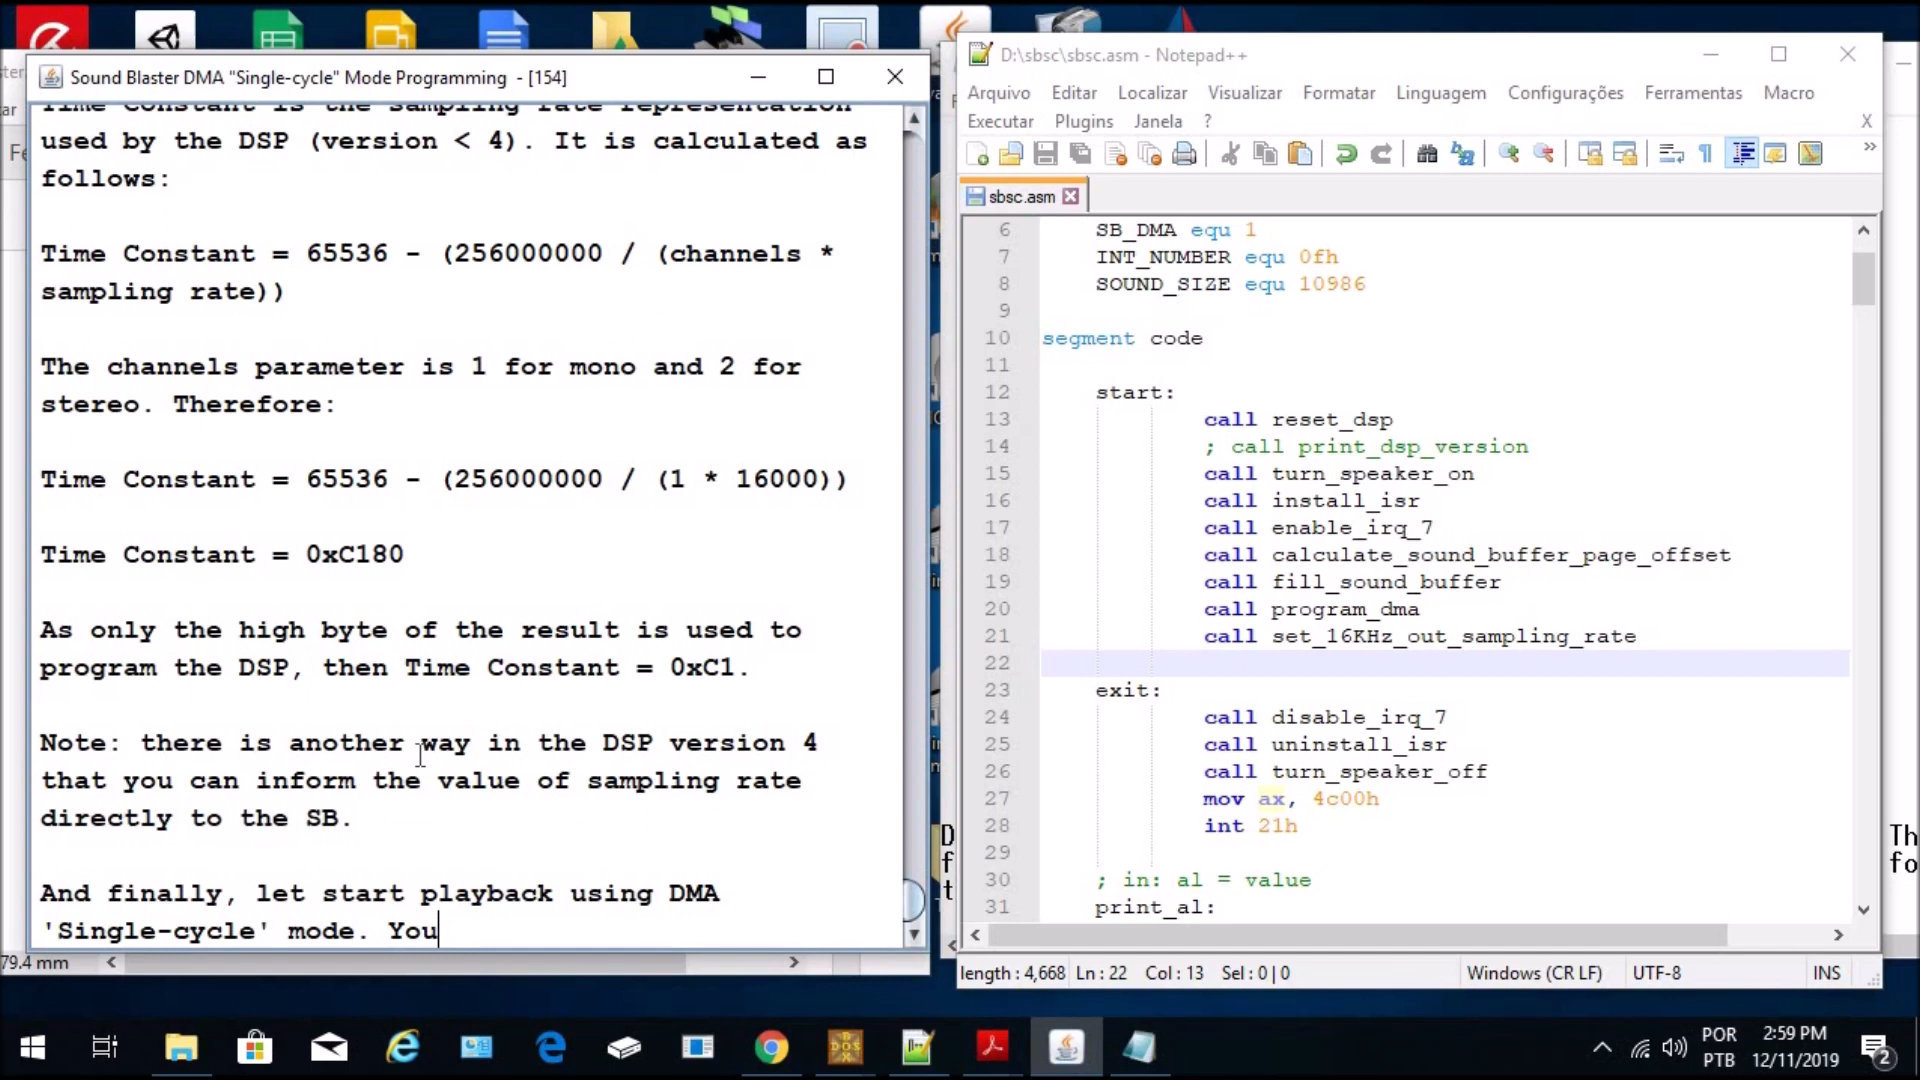 Sound Blaster DMA "Single-cycle" Mode Programming - [154]
Time Constant is the sampling rate representation
used by the DSP (version < 4). It is calculated as
follows:
Time Constant = 65536 - (256000000 / (channels *
sampling rate))
The channels parameter is 1 for mono and 2 for
stereo. Therefore:
Time Constant = 65536 - (256000000 / (1 * 16000))
Time Constant = 0xC180
As only the high byte of the result is used to
program the DSP, then Time Constant = 0xC1.
Note: there is another way in the DSP version 4
that you can inform the value of sampling rate
directly to the SB.
And finally, let start playback using DMA
'Single-cycle' mode. You
79.4 mm
D:\sbsc\sbsc.asm - Notepad++
Arquivo Editar Localizar Visualizar Formatar Linguagem Configurações Ferramentas Macro
Executar Plugins Janela ? X
sbsc.asm
6 SB_DMA equ 1
7 INT_NUMBER equ 0fh
8 SOUND_SIZE equ 10986
9
10 segment code
11
12 start:
13 call reset_dsp
14 ; call print_dsp_version
15 call turn_speaker_on
16 call install_isr
17 call enable_irq_7
18 call calculate_sound_buffer_page_offset
19 call fill_sound_buffer
20 call program_dma
21 call set_16KHz_out_sampling_rate
22
23 exit:
24 call disable_irq_7
25 call uninstall_isr
26 call turn_speaker_off
27 mov ax, 4c00h
28 int 21h
29
30 ; in: al = value
31 print_al:
length : 4,668 Ln : 22 Col : 13 Sel : 0 | 0 Windows (CR LF) UTF-8 INS
POR 2:59 PM
PTB 12/11/2019 2